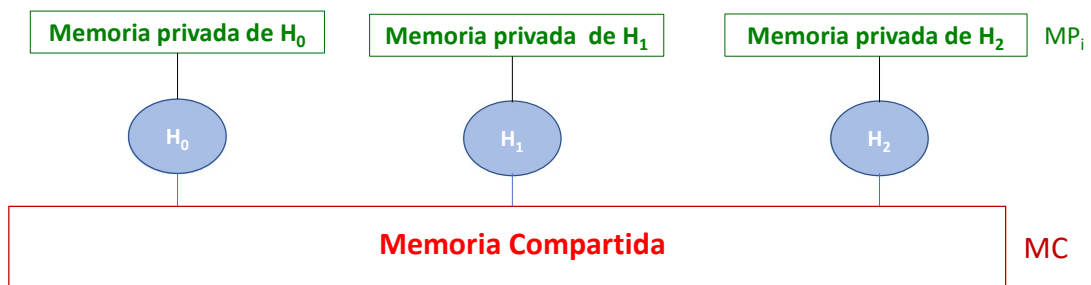 Memoria privada de H₀
Memoria privada de H₁
Memoria privada de H₂
MPᵢ
H₀
H₁
H₂
Memoria Compartida
MC